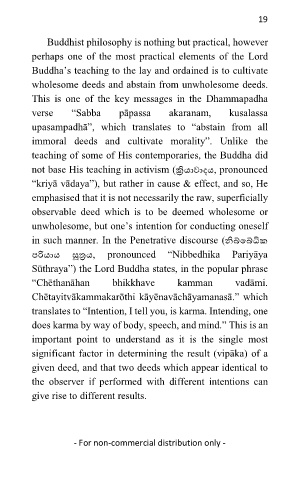 19
Buddhist philosophy is nothing but practical, however
perhaps one of the most practical elements of the Lord
Buddha's teaching to the lay and ordained is to cultivate
wholesome deeds and abstain from unwholesome deeds.
This is one of the key messages in the Dhammapadha
verse "Sabba pāpassa akaranam, kusalassa
upasampadhā", which translates to "abstain from all
immoral deeds and cultivate morality". Unlike the
teaching of some of His contemporaries, the Buddha did
not base His teaching in activism (ක්‍රියාවාදය, pronounced
"kriyā vādaya"), but rather in cause & effect, and so, He
emphasised that it is not necessarily the raw, superficially
observable deed which is to be deemed wholesome or
unwholesome, but one's intention for conducting oneself
in such manner. In the Penetrative discourse (නිබ්බේධික
පරියාය සූත්‍රය, pronounced "Nibbedhika Pariyāya
Sūthraya") the Lord Buddha states, in the popular phrase
"Chēthanāhan bhikkhave kamman vadāmi.
Chētayitvākammakarōthi kāyēnavāchāyamanasā." which
translates to "Intention, I tell you, is karma. Intending, one
does karma by way of body, speech, and mind." This is an
important point to understand as it is the single most
significant factor in determining the result (vipāka) of a
given deed, and that two deeds which appear identical to
the observer if performed with different intentions can
give rise to different results.
- For non-commercial distribution only -